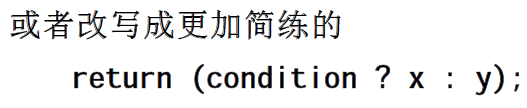 或者改写成更加简练的
return (condition ? x : y);